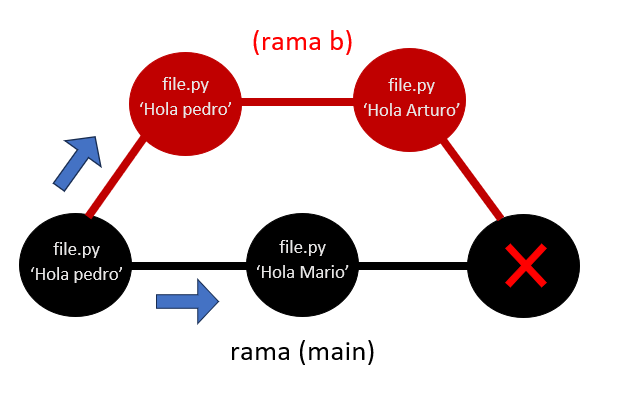 (rama b)
file.py
‘Hola pedro’
file.py
‘Hola Arturo’
file.py
‘Hola pedro’
file.py
‘Hola Mario’
rama (main)